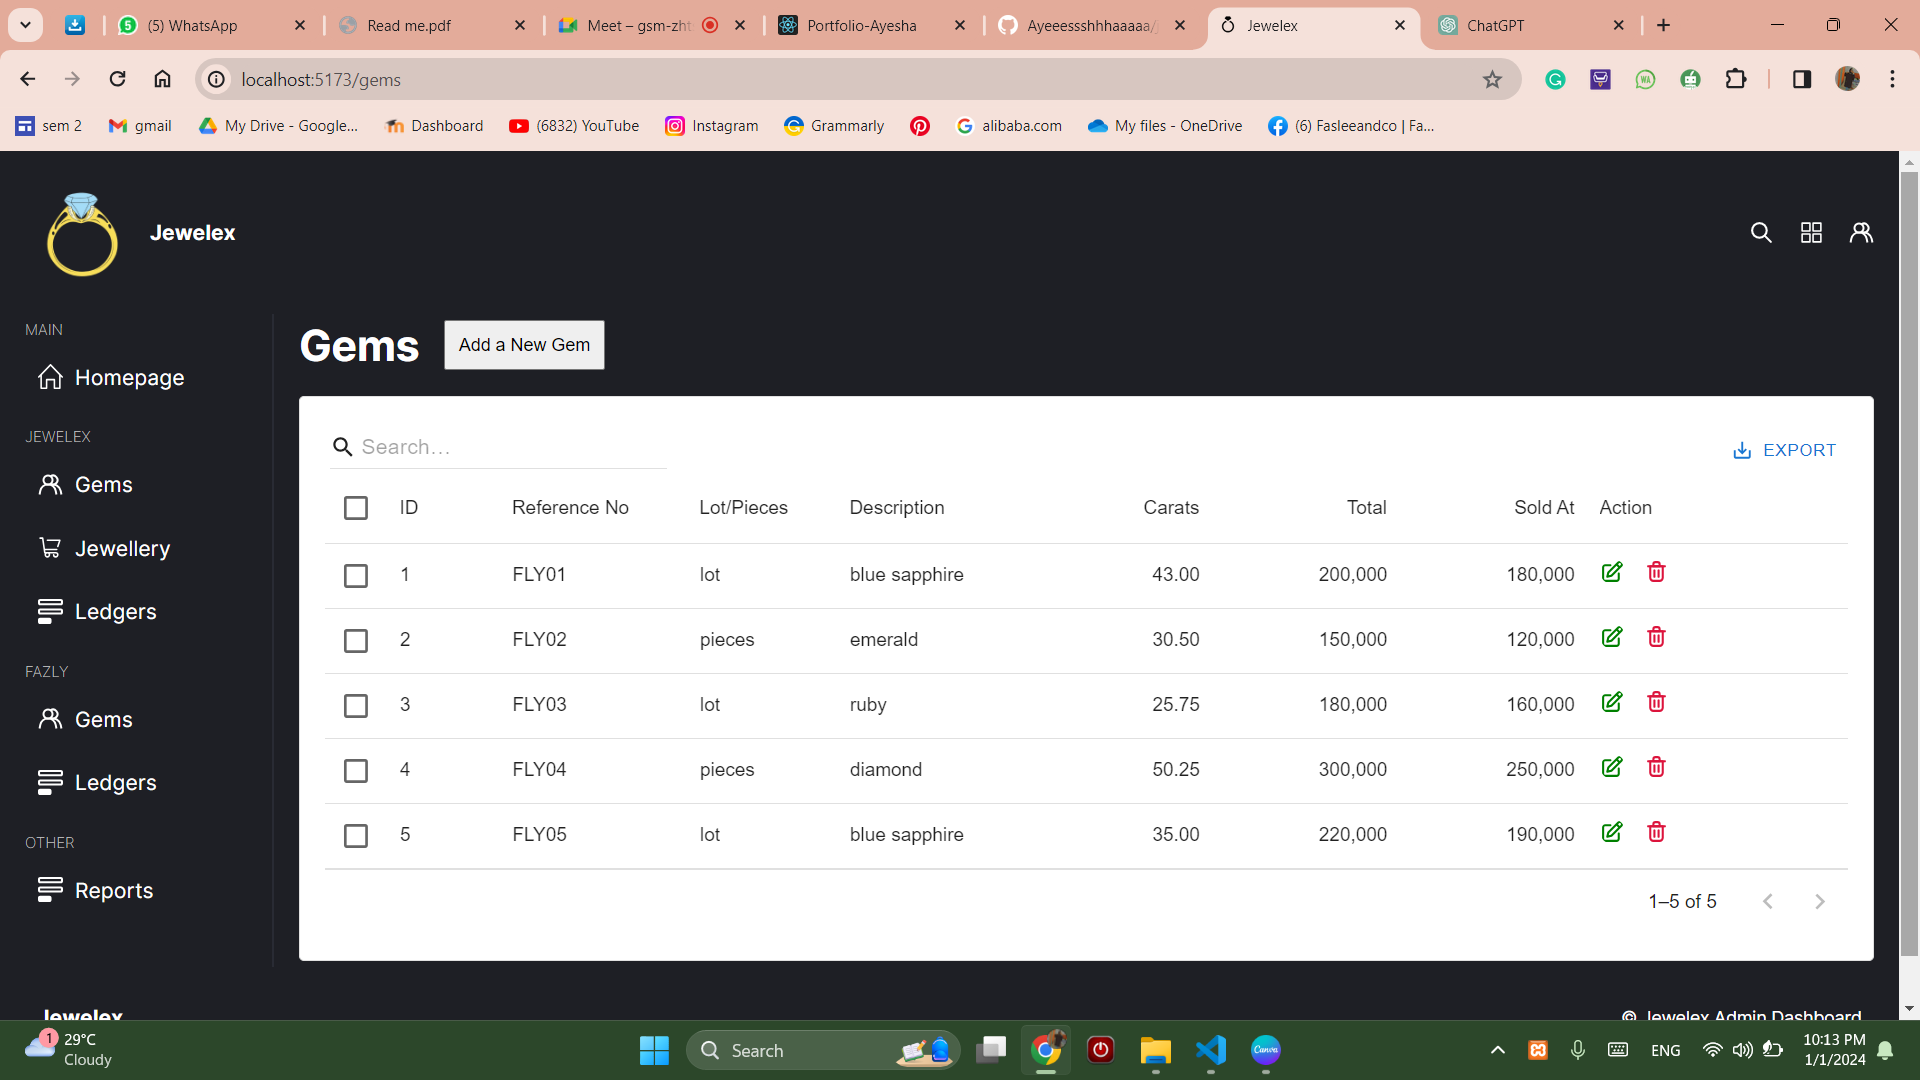 (5) WhatsApp
Read me.pdf
Meet – gsm-zht
Portfolio-Ayesha
Ayeeessshhhaaaaa/
Jewelex
ChatGPT
localhost:5173/gems
sem 2
gmail
My Drive - Google...
Dashboard
(6832) YouTube
Instagram
Grammarly
alibaba.com
My files - OneDrive
(6) Fasleeandco | Fa...
Jewelex
MAIN
Homepage
JEWELEX
Gems
Jewellery
Ledgers
FAZLY
Gems
Ledgers
OTHER
Reports
Gems
Add a New Gem
Search…
EXPORT
ID Reference No Lot/Pieces Description Carats Total Sold At Action
1 FLY01 lot blue sapphire 43.00 200,000 180,000
2 FLY02 pieces emerald 30.50 150,000 120,000
3 FLY03 lot ruby 25.75 180,000 160,000
4 FLY04 pieces diamond 50.25 300,000 250,000
5 FLY05 lot blue sapphire 35.00 220,000 190,000
1–5 of 5
Jewelex
© Jewelex Admin Dashboard
1
29°C
Cloudy
Search
Canva
ENG
10:13 PM
1/1/2024